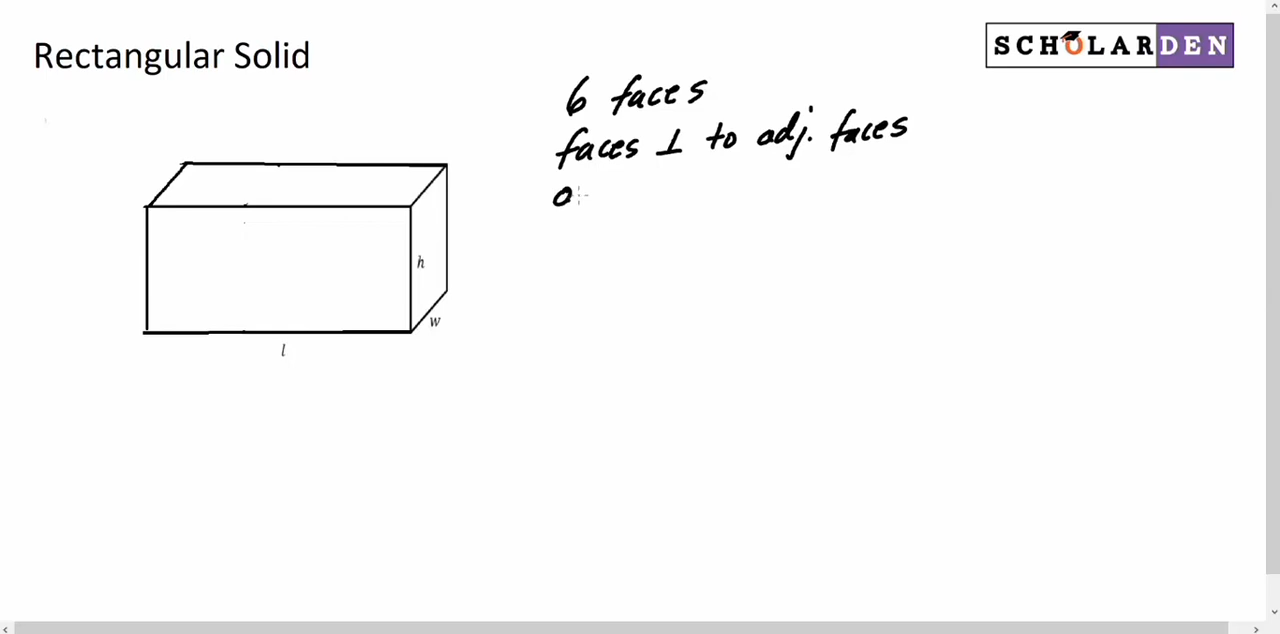 Rectangular Solid
SCHOLARDEN
6 faces
faces ⊥ to adj. faces
o
h
w
l